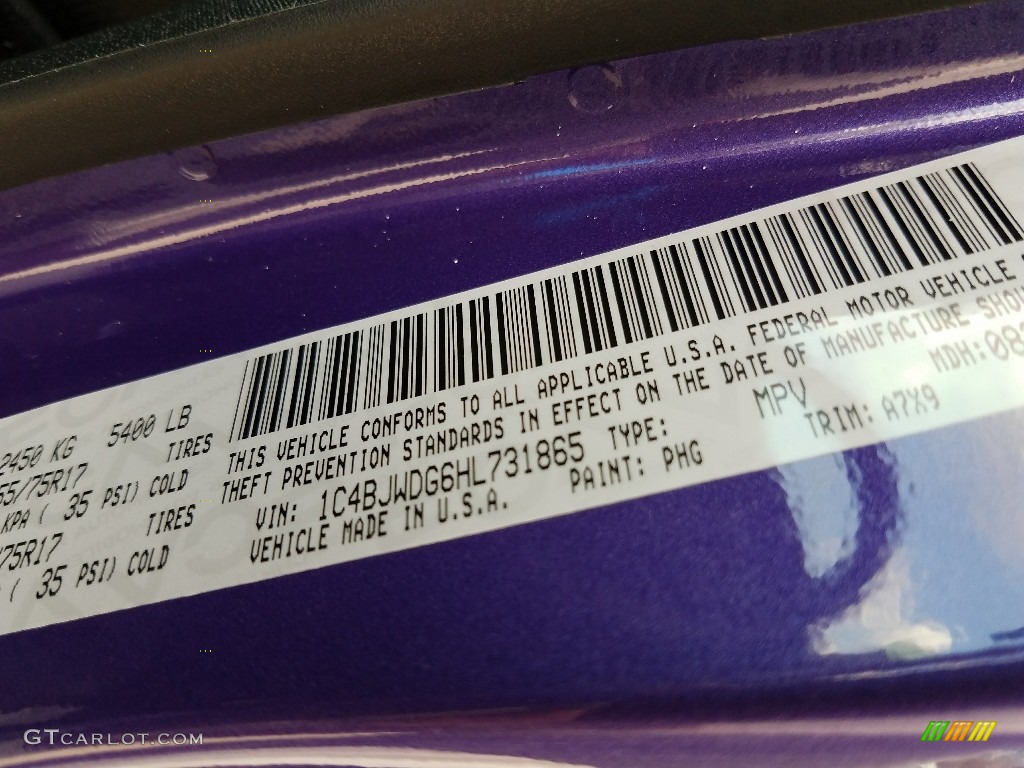 2450 KG 5400 LB
55/75R17 TIRES
KPA ( 35 PSI) COLD
/75R17 TIRES
( 35 PSI) COLD
THIS VEHICLE CONFORMS TO ALL APPLICABLE U.S.A. FEDERAL MOTOR VEHICLE
THEFT PREVENTION STANDARDS IN EFFECT ON THE DATE OF MANUFACTURE SHOW
VIN: 1C4BJWDG6HL731865 TYPE: MPV MDH: 08
VEHICLE MADE IN U.S.A. PAINT: PHG TRIM: A7X9
GTCARLOT.COM